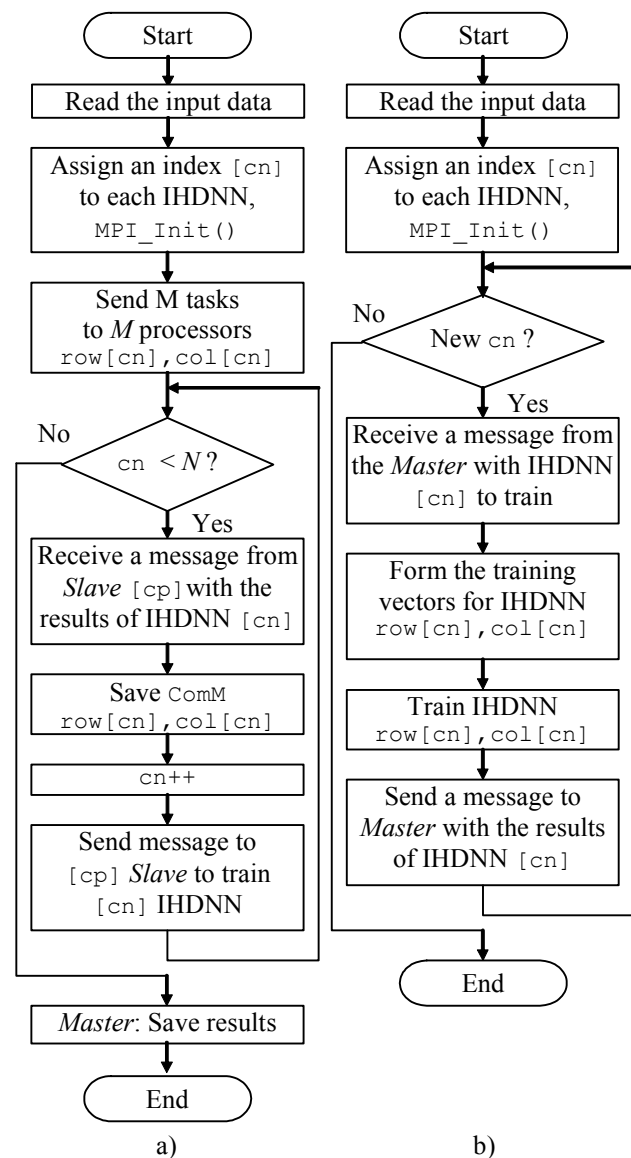 Start
Read the input data
Assign an index [cn]
to each IHDNN,
MPI_Init()
Send M tasks
to M processors
row[cn],col[cn]
No
cn < N ?
Yes
Receive a message from
Slave [cp] with the
results of IHDNN [cn]
Save ComM
row[cn],col[cn]
cn++
Send message to
[cp] Slave to train
[cn] IHDNN
Master: Save results
End
a)
Start
Read the input data
Assign an index [cn]
to each IHDNN,
MPI_Init()
No
New cn ?
Yes
Receive a message from
the Master with IHDNN
[cn] to train
Form the training
vectors for IHDNN
row[cn],col[cn]
Train IHDNN
row[cn],col[cn]
Send a message to
Master with the results
of IHDNN [cn]
End
b)